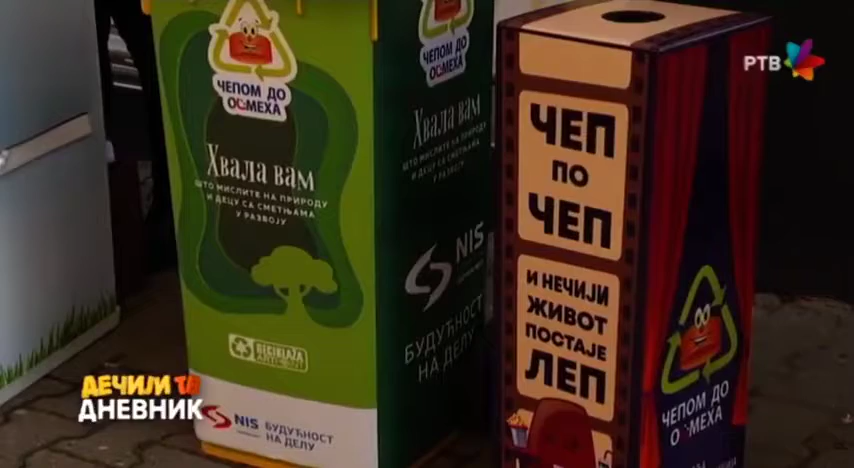 ЧЕПОМ ДО
ОСМЕХА
Хвала вам
ШТО МИСЛИТЕ НА ПРИРОДУ
И ДЕЦУ СА СМЕТЊАМА
У РАЗВОЈУ
NIS
БУДУЋНОСТ
НА ДЕЛУ
ЧЕПОМ ДО
ОСМЕХА
Хвала вам
ШТО МИСЛИТЕ НА ПРИРОДУ
И ДЕЦУ СА СМЕТЊАМА
У РАЗВОЈУ
NIS
БУДУЋНОСТ
НА ДЕЛУ
ЧЕП
ПО
ЧЕП
И НЕЧИЈИ
ЖИВОТ
ПОСТАЈЕ
ЛЕП
ЧЕПОМ ДО
ОСМЕХА
РТВ
ДЕЧИЈИ ТВ
ДНЕВНИК